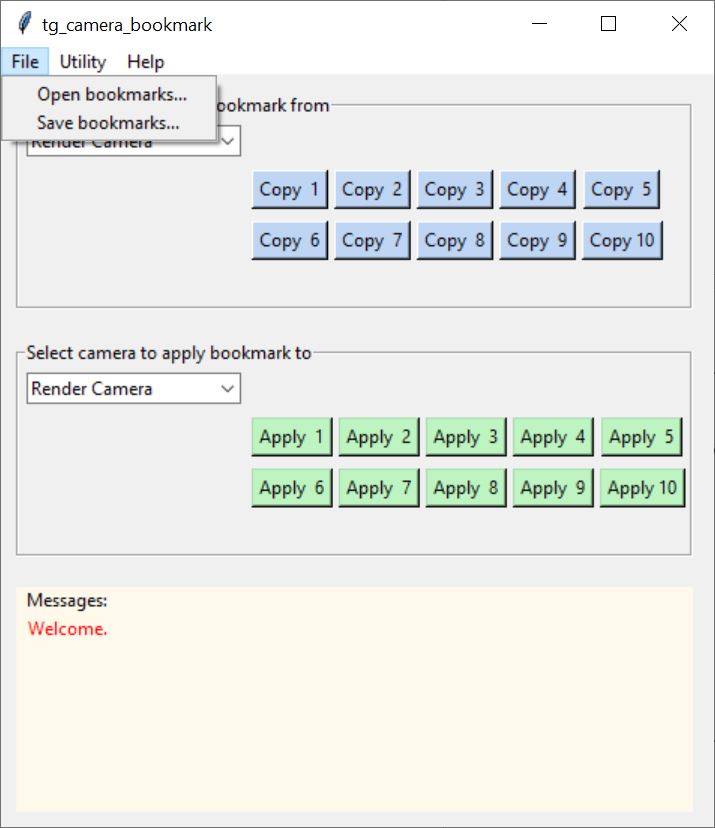 tg_camera_bookmark
File Utility Help
Open bookmarks...
Save bookmarks...
ookmark from
Render Camera
Copy 1 Copy 2 Copy 3 Copy 4 Copy 5
Copy 6 Copy 7 Copy 8 Copy 9 Copy 10
Select camera to apply bookmark to
Render Camera
Apply 1 Apply 2 Apply 3 Apply 4 Apply 5
Apply 6 Apply 7 Apply 8 Apply 9 Apply 10
Messages:
Welcome.